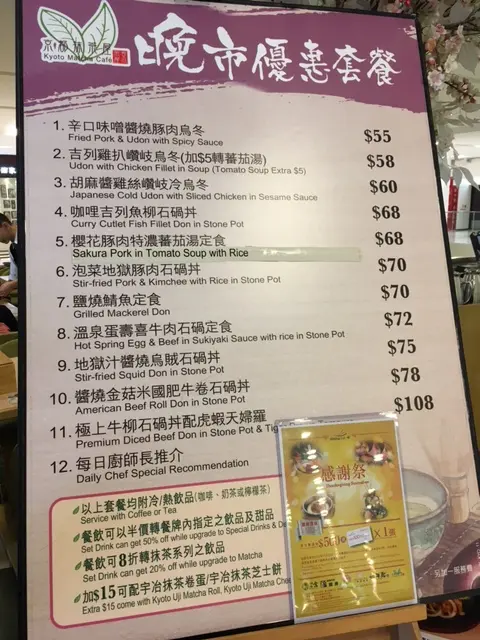 京都抹茶屋
Kyoto Matcha Cafe
晚市優惠套餐
1. 辛口味噌醬燒豚肉烏冬 $55
Fried Pork & Udon with Spicy Sauce
2. 吉列雞扒讚岐烏冬(加$5轉蕃茄湯) $58
Udon with Chicken Fillet in Soup (Tomato Soup Extra $5)
3. 胡麻醬雞絲讚岐冷烏冬 $60
Japanese Cold Udon with Sliced Chicken in Sesame Sauce
4. 咖哩吉列魚柳石鍋丼 $68
Curry Cutlet Fish Fillet Don in Stone Pot
5. 櫻花豚肉特濃蕃茄湯定食 $68
Sakura Pork in Tomato Soup with Rice
6. 泡菜地獄豚肉石鍋丼 $70
Stir-fried Pork & Kimchee with Rice in Stone Pot
7. 鹽燒鯖魚定食 $70
Grilled Mackerel Don
8. 溫泉蛋壽喜牛肉石鍋定食 $72
Hot Spring Egg & Beef in Sukiyaki Sauce with rice in Stone Pot
9. 地獄汁醬燒烏賊石鍋丼 $75
Stir-fried Squid Don in Stone Pot
10. 醬燒金菇米國肥牛卷石鍋丼 $78
American Beef Roll Don in Stone Pot
11. 極上牛柳石鍋丼配虎蝦天婦羅 $108
Premium Diced Beef Don in Stone Pot &
12. 每日廚師長推介
Daily Chef Special Recommendation
以上套餐均附冷/熱飲品(咖啡、奶茶或檸檬茶)
Service with Coffee or Tea
餐飲可以半價轉餐牌內指定之飲品及甜品
Set Drink can get 50% off while upgrade to Special Drinks &
餐飲可8折轉抹茶系列之飲品
Set Drink can get 20% off while upgrade to Matcha
加$15可配宇冶抹茶卷蛋/宇冶抹茶芝士餅
Extra $15 come with Kyoto Uji Matcha Roll, Kyoto Uji Matcha
感謝祭
X 1張
另加一服務費